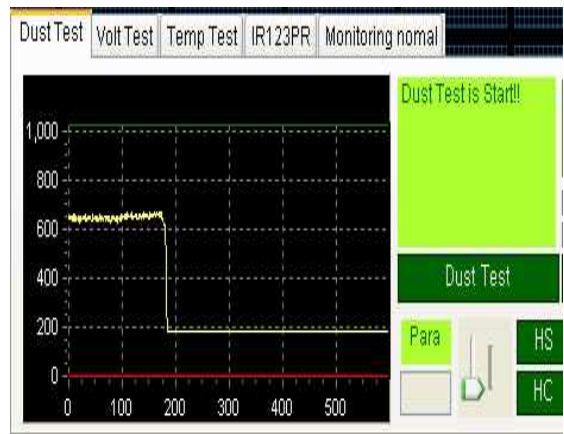 Dust Test Volt Test Temp Test IR123PR Monitoring nomal
Dust Test is Start!!
1,000
800
600
400
200
0
0 100 200 300 400 500
Dust Test
Para
HS
HC